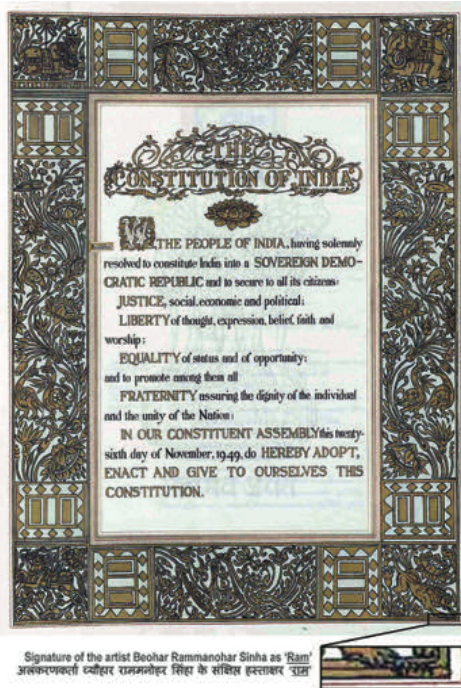 THE
CONSTITUTION OF INDIA
WE, THE PEOPLE OF INDIA, having solemnly
resolved to constitute India into a SOVEREIGN DEMO-
CRATIC REPUBLIC and to secure to all its citizens:
JUSTICE, social, economic and political;
LIBERTY of thought, expression, belief, faith and
worship;
EQUALITY of status and of opportunity;
and to promote among them all
FRATERNITY assuring the dignity of the individual
and the unity of the Nation;
IN OUR CONSTITUENT ASSEMBLY this twenty-
sixth day of November, 1949, do HEREBY ADOPT,
ENACT AND GIVE TO OURSELVES THIS
CONSTITUTION.
Signature of the artist Beohar Rammanohar Sinha as 'Ram'
अलंकरणकर्ता ब्यौहार राममनोहर सिंहा के संक्षिप्त हस्ताक्षर 'राम'